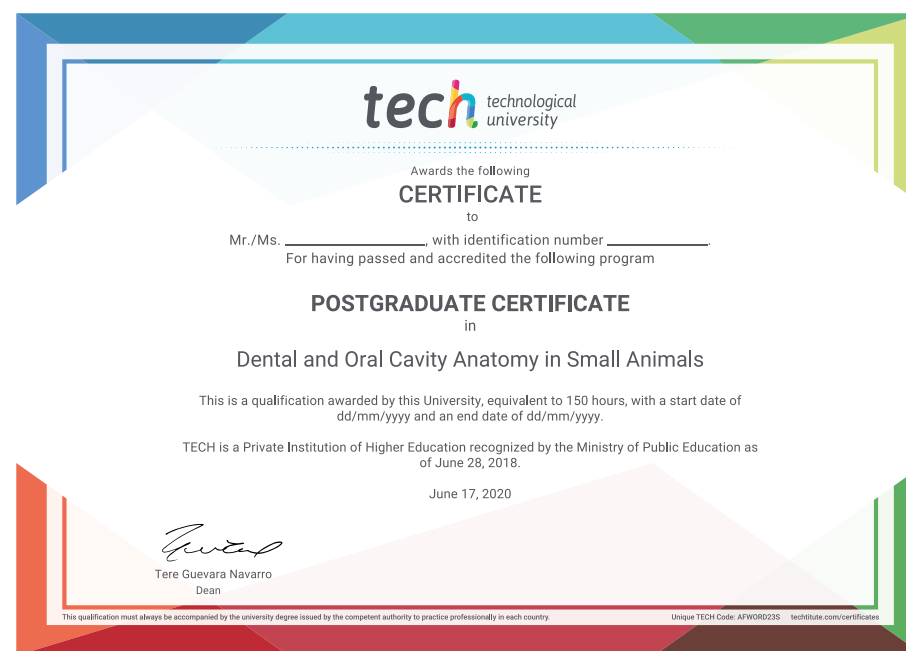 tech technological
university
Awards the following
CERTIFICATE
to
Mr./Ms. ____________________, with identification number _______________.
For having passed and accredited the following program
POSTGRADUATE CERTIFICATE
in
Dental and Oral Cavity Anatomy in Small Animals
This is a qualification awarded by this University, equivalent to 150 hours, with a start date of
dd/mm/yyyy and an end date of dd/mm/yyyy.
TECH is a Private Institution of Higher Education recognized by the Ministry of Public Education as
of June 28, 2018.
June 17, 2020
Tere Guevara Navarro
Dean
This qualification must always be accompanied by the university degree issued by the competent authority to practice professionally in each country.
Unique TECH Code: AFWORD23S techtitute.com/certificates